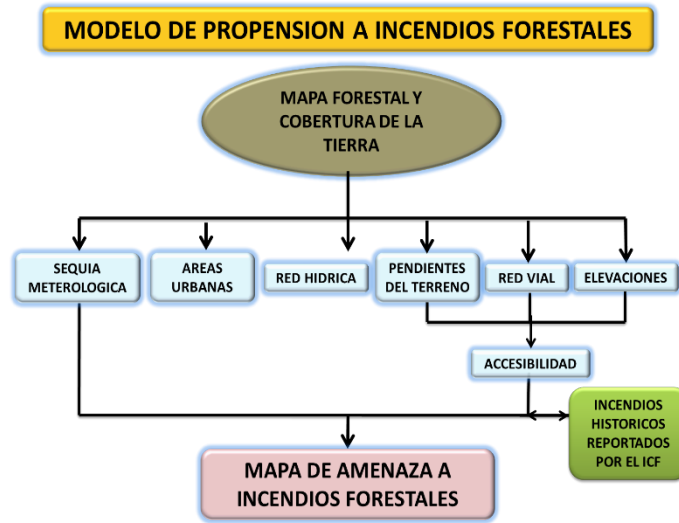 MODELO DE PROPENSION A INCENDIOS FORESTALES
MAPA FORESTAL Y
COBERTURA DE LA
TIERRA
SEQUIA
METEROLOGICA
AREAS
URBANAS
RED HIDRICA
PENDIENTES
DEL TERRENO
RED VIAL
ELEVACIONES
ACCESIBILIDAD
INCENDIOS
HISTORICOS
REPORTADOS
POR EL ICF
MAPA DE AMENAZA A
INCENDIOS FORESTALES